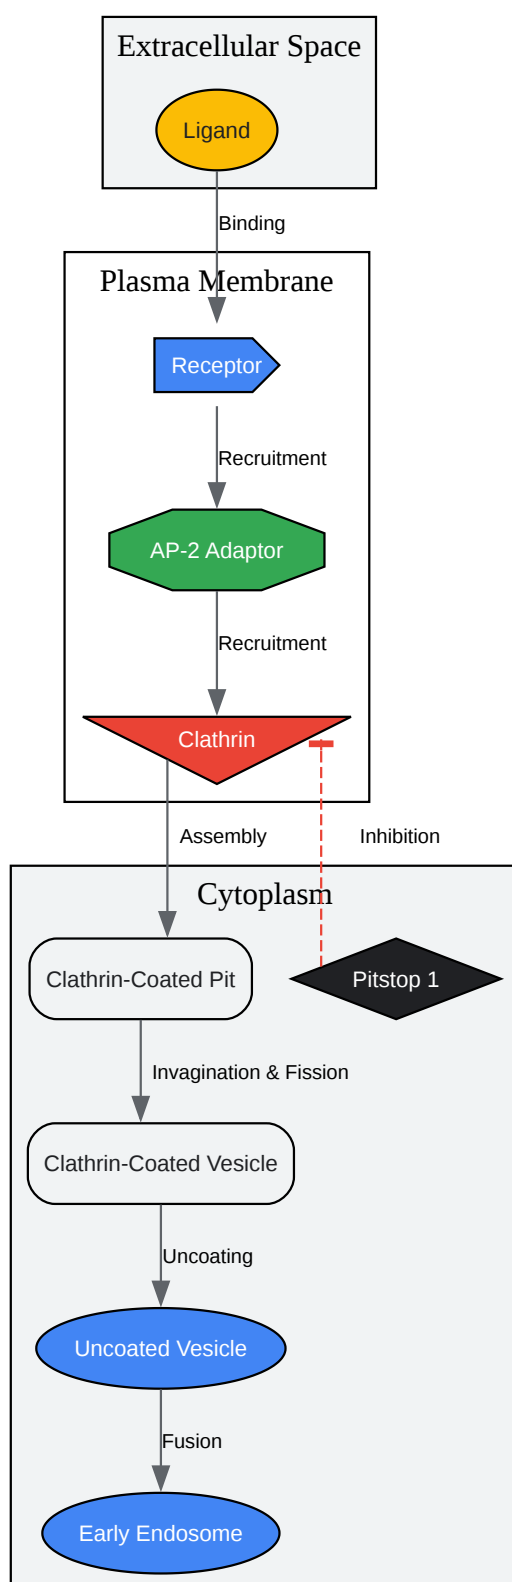 Extracellular Space
Ligand
Binding
Plasma Membrane
Receptor
Recruitment
AP-2 Adaptor
Recruitment
Clathrin
Assembly
Inhibition
Cytoplasm
Clathrin-Coated Pit
Pitstop 1
Invagination & Fission
Clathrin-Coated Vesicle
Uncoating
Uncoated Vesicle
Fusion
Early Endosome